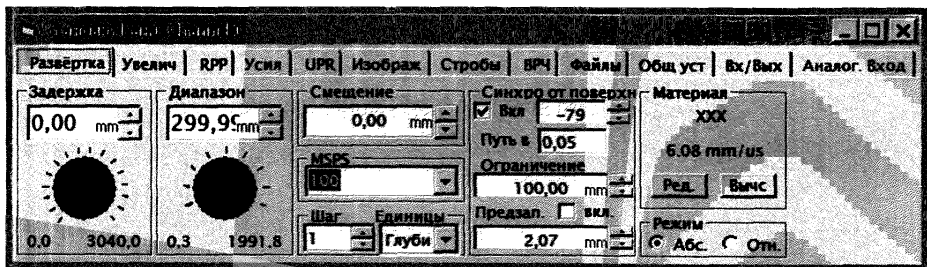 Развёртка Увелич RPP Усил UPR Изображ Стробы ВРЧ Файлы Общ уст Вх/Вых Аналог. Вход
Задержка Диапазон Смещение Синхро от поверхн Материал
0,00 mm 299,99 mm 0,00 mm Вкл -79 XXX
Путь в 0,05
MSPS 6.08 mm/us
100 Ограничение
100,00 mm Ред. Вычс
Шаг Единицы Предзап. вкл. Режим
1 Глуби 2,07 mm Абс. Отн.
0.0 3040,0 0.3 1991.8